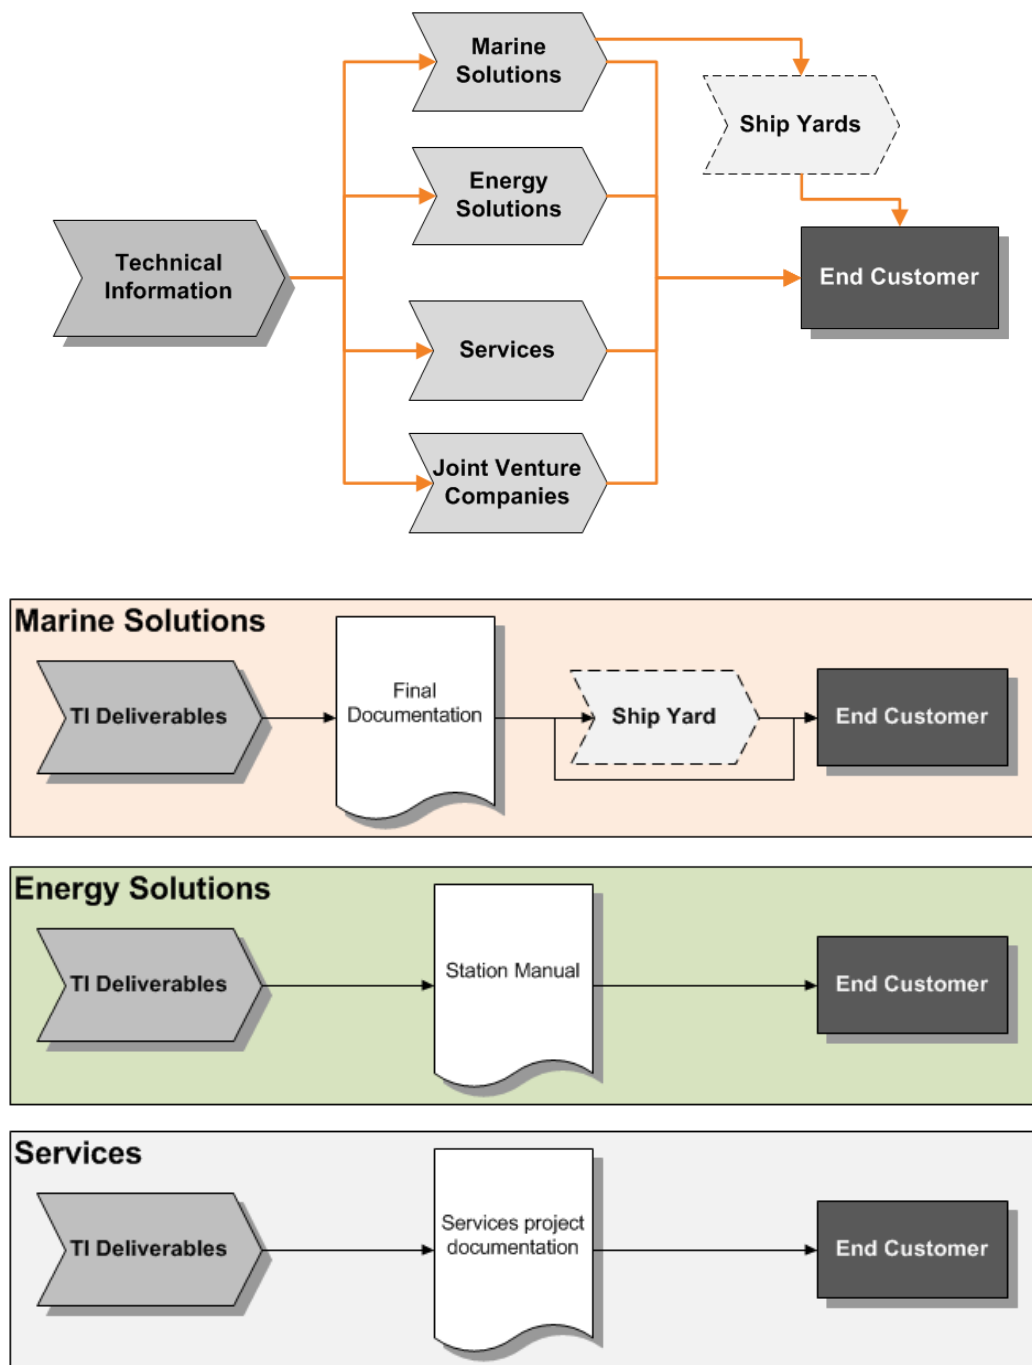 Marine
Solutions
Ship Yards
Energy
Solutions
Technical
Information
End Customer
Services
Joint Venture
Companies
Marine Solutions
TI Deliverables
Final
Documentation
Ship Yard
End Customer
Energy Solutions
TI Deliverables
Station Manual
End Customer
Services
TI Deliverables
Services project
documentation
End Customer